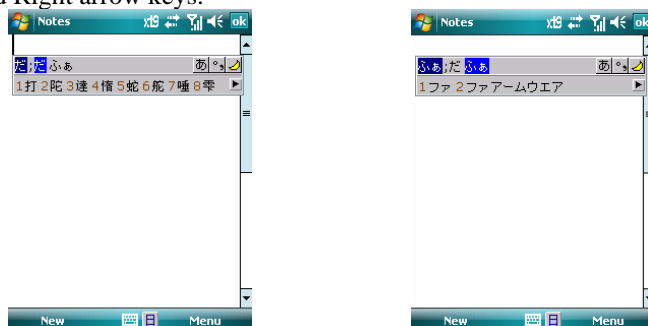 d Right arrow keys.
Notes ok
だ;だ ふぁ あ °,
1打 2陀 3達 4惰 5蛇 6舵 7唾 8雫
New 日 Menu
Notes ok
ふぁ;だ ふぁ あ °,
1ファ 2ファアームウエア
New 日 Menu